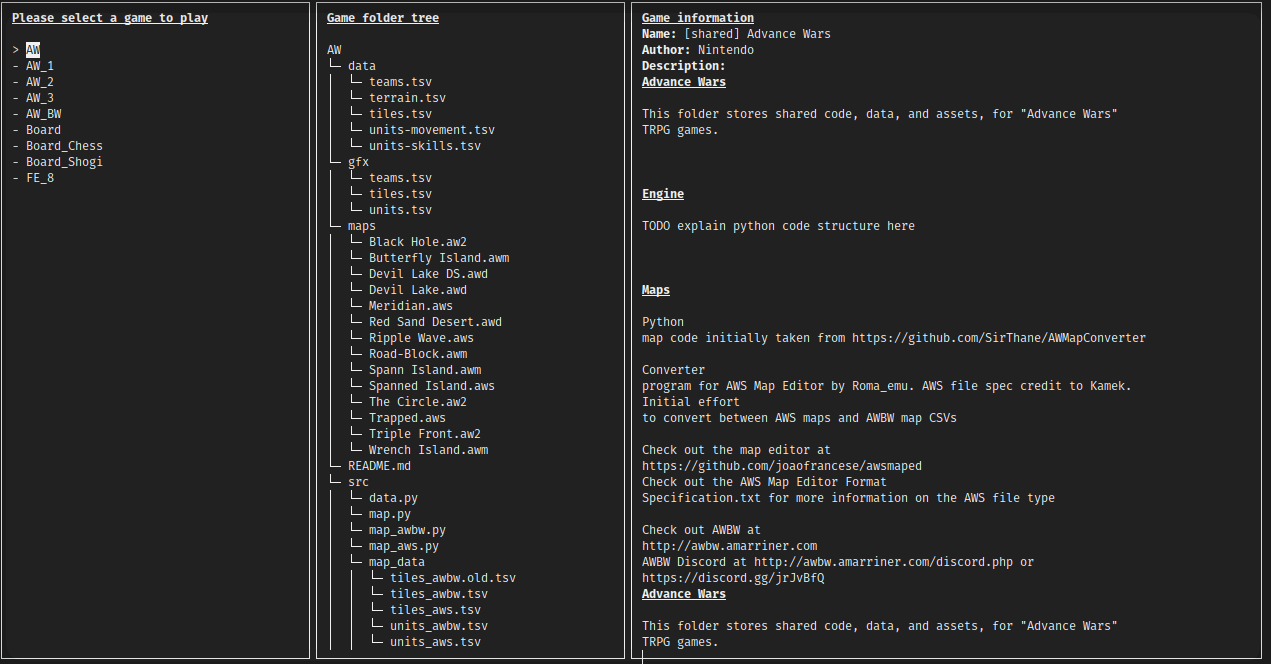 Please select a game to play
> AW
- AW_1
- AW_2
- AW_3
- AW_BW
- Board
- Board_Chess
- Board_Shogi
- FE_8
Game folder tree
AW
└─ data
└─ teams.tsv
└─ terrain.tsv
└─ tiles.tsv
└─ units-movement.tsv
└─ units-skills.tsv
└─ gfx
└─ teams.tsv
└─ tiles.tsv
└─ units.tsv
└─ maps
└─ Black Hole.aw2
└─ Butterfly Island.awm
└─ Devil Lake DS.awd
└─ Devil Lake.awd
└─ Meridian.aws
└─ Red Sand Desert.awd
└─ Ripple Wave.aws
└─ Road-Block.awm
└─ Spann Island.awm
└─ Spanned Island.aws
└─ The Circle.aw2
└─ Trapped.aws
└─ Triple Front.aw2
└─ Wrench Island.awm
└─ README.md
└─ src
└─ data.py
└─ map.py
└─ map_awbw.py
└─ map_aws.py
└─ map_data
└─ tiles_awbw.old.tsv
└─ tiles_awbw.tsv
└─ tiles_aws.tsv
└─ units_awbw.tsv
└─ units_aws.tsv
Game information
Name: [shared] Advance Wars
Author: Nintendo
Description:
Advance Wars
This folder stores shared code, data, and assets, for "Advance Wars"
TRPG games.
Engine
TODO explain python code structure here
Maps
Python
map code initially taken from https://github.com/SirThane/AWMapConverter
Converter
program for AWS Map Editor by Roma_emu. AWS file spec credit to Kamek.
Initial effort
to convert between AWS maps and AWBW map CSVs
Check out the map editor at
https://github.com/joaofrancese/awsmaped
Check out the AWS Map Editor Format
Specification.txt for more information on the AWS file type
Check out AWBW at
http://awbw.amarriner.com
AWBW Discord at http://awbw.amarriner.com/discord.php or
https://discord.gg/jrJvBfQ
Advance Wars
This folder stores shared code, data, and assets, for "Advance Wars"
TRPG games.